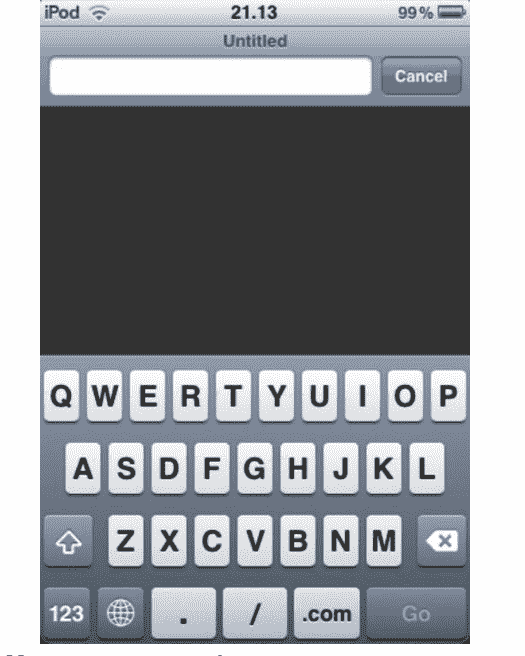 iPod 21.13 99%
Untitled
Cancel
Q W E R T Y U I O P
A S D F G H J K L
Z X C V B N M
123 . / .com Go